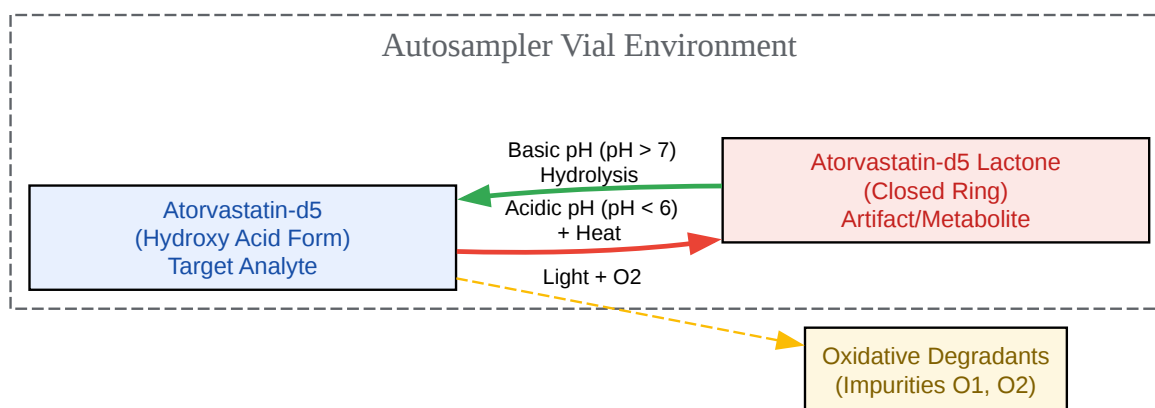 Autosampler Vial Environment
Basic pH (pH > 7)
Hydrolysis
Atorvastatin-d5 Lactone
(Closed Ring)
Artifact/Metabolite
Atorvastatin-d5
(Hydroxy Acid Form)
Target Analyte
Acidic pH (pH < 6)
+ Heat
Light + O2
Oxidative Degradants
(Impurities O1, O2)